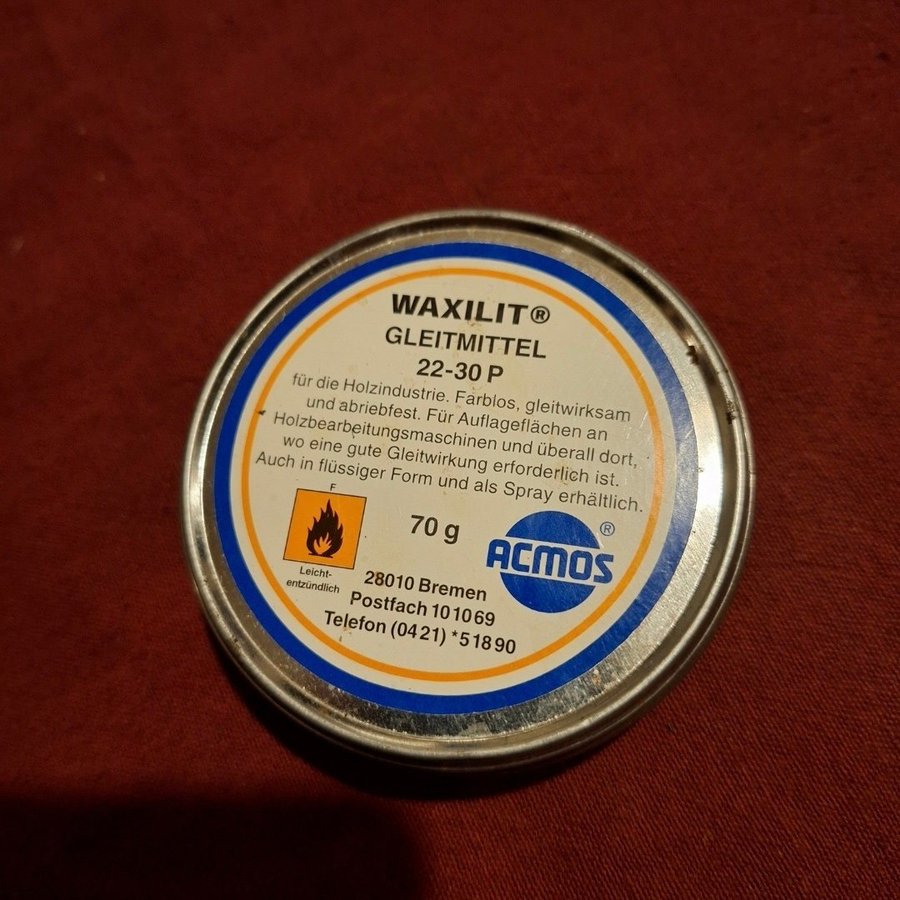 WAXILIT®
GLEITMITTEL
22-30 P
für die Holzindustrie. Farblos, gleitwirksam
und abriebfest. Für Auflageflächen an
Holzbearbeitungsmaschinen und überall dort,
wo eine gute Gleitwirkung erforderlich ist.
Auch in flüssiger Form und als Spray erhältlich.
F
Leicht-
entzündlich
70 g
ACMOS®
28010 Bremen
Postfach 101069
Telefon (0421) *51890